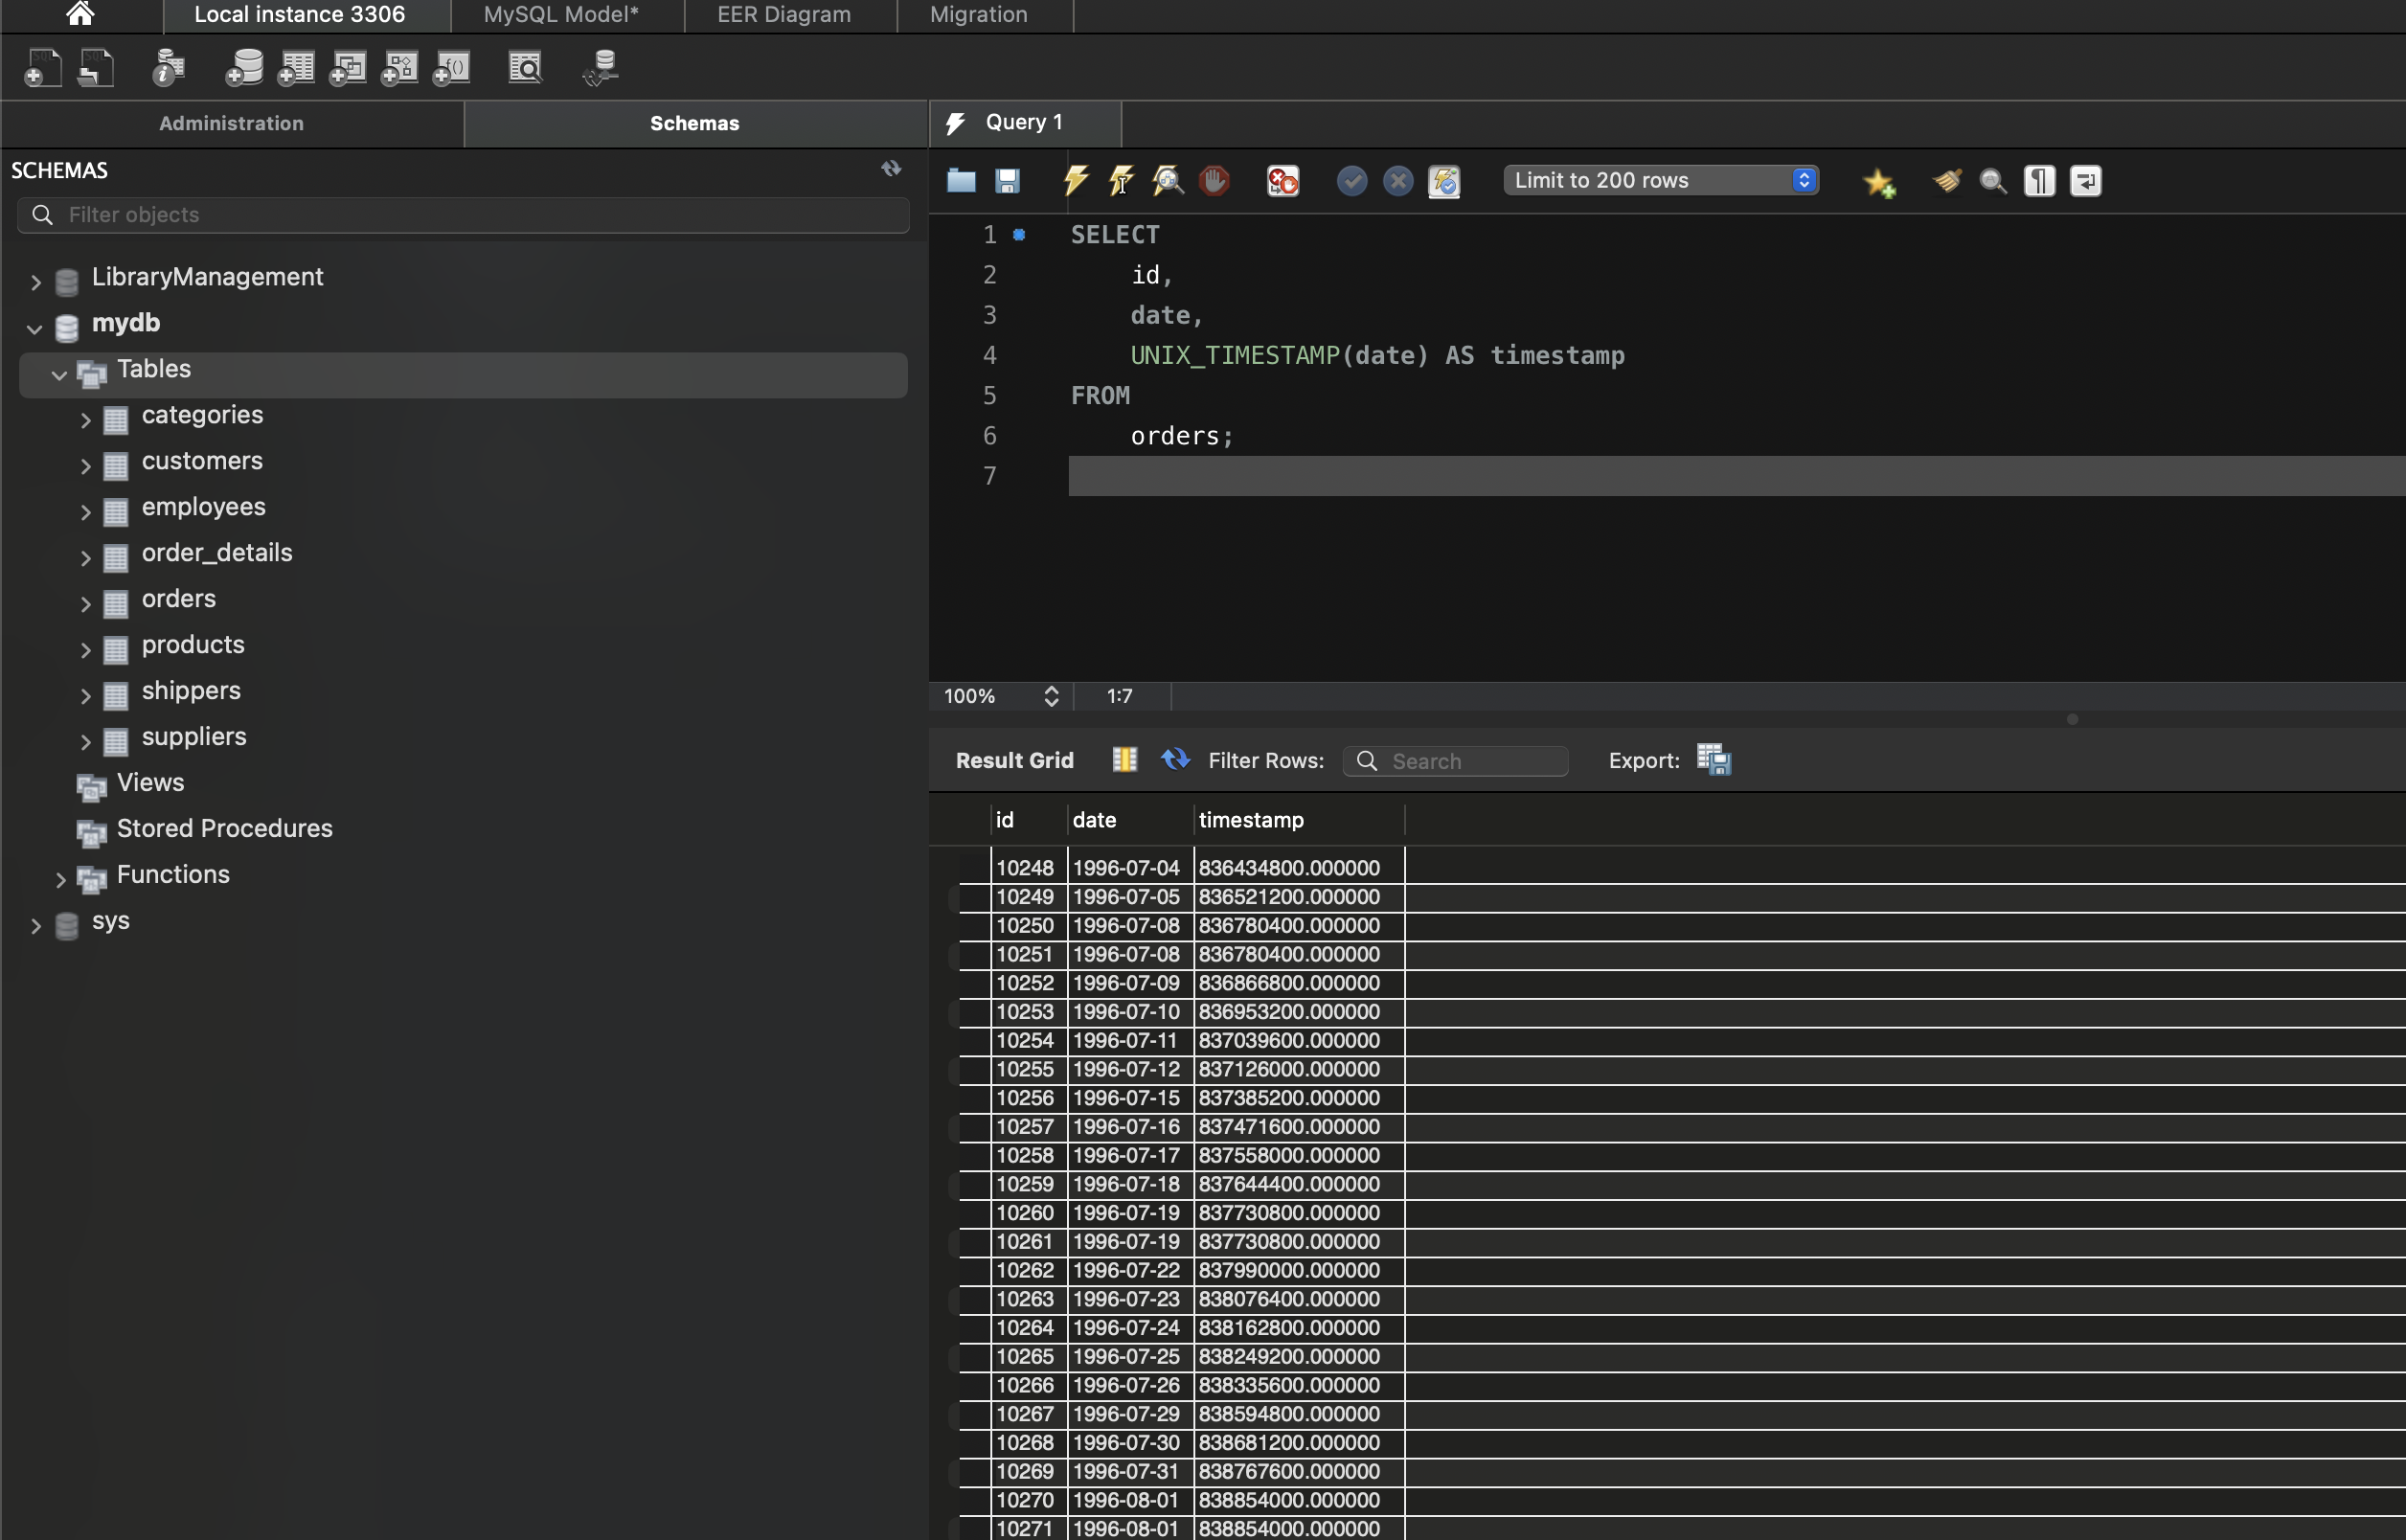 Local instance 3306
MySQL Model*
EER Diagram
Migration
Administration
Schemas
Query 1
SCHEMAS
Filter objects
LibraryManagement
mydb
Tables
categories
customers
employees
order_details
orders
products
shippers
suppliers
Views
Stored Procedures
Functions
sys
Limit to 200 rows
1 SELECT
2 id,
3 date,
4 UNIX_TIMESTAMP(date) AS timestamp
5 FROM
6 orders;
7
100% 1:7
Result Grid Filter Rows: Search Export:
id date timestamp
10248 1996-07-04 836434800.000000
10249 1996-07-05 836521200.000000
10250 1996-07-08 836780400.000000
10251 1996-07-08 836780400.000000
10252 1996-07-09 836866800.000000
10253 1996-07-10 836953200.000000
10254 1996-07-11 837039600.000000
10255 1996-07-12 837126000.000000
10256 1996-07-15 837385200.000000
10257 1996-07-16 837471600.000000
10258 1996-07-17 837558000.000000
10259 1996-07-18 837644400.000000
10260 1996-07-19 837730800.000000
10261 1996-07-19 837730800.000000
10262 1996-07-22 837990000.000000
10263 1996-07-23 838076400.000000
10264 1996-07-24 838162800.000000
10265 1996-07-25 838249200.000000
10266 1996-07-26 838335600.000000
10267 1996-07-29 838594800.000000
10268 1996-07-30 838681200.000000
10269 1996-07-31 838767600.000000
10270 1996-08-01 838854000.000000
10271 1996-08-01 838854000.000000